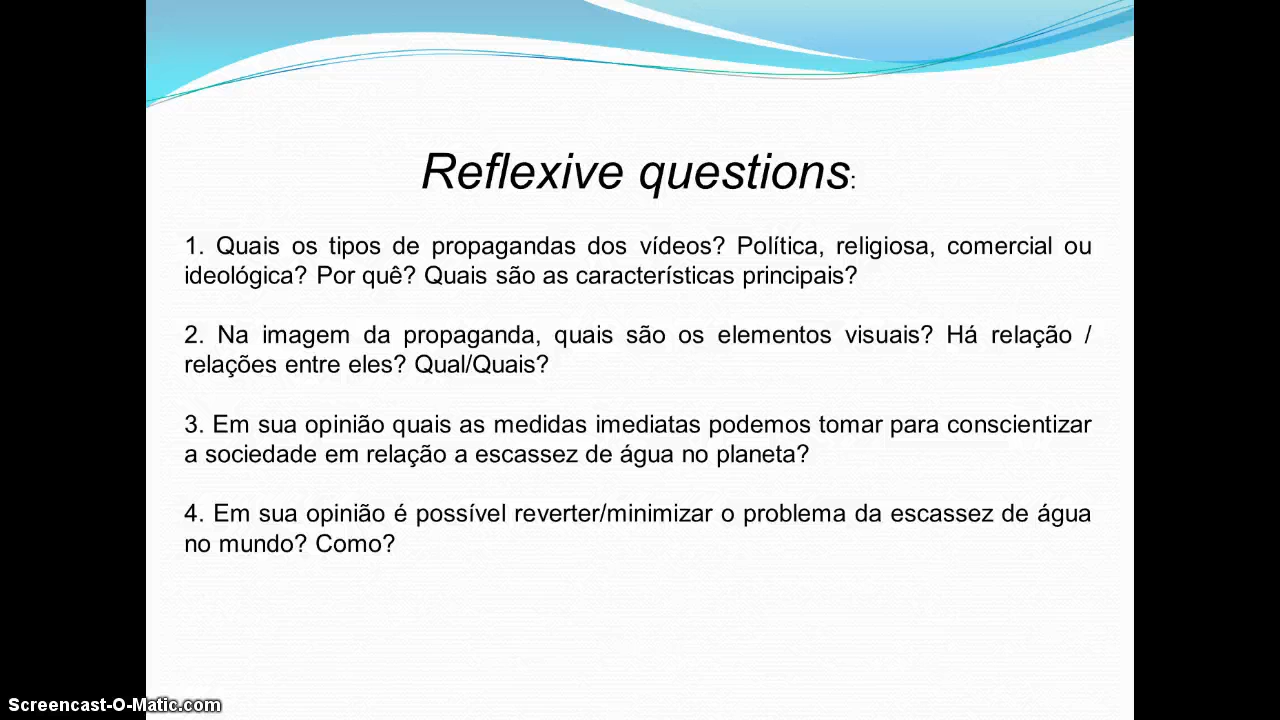 Reflexive questions:
1. Quais os tipos de propagandas dos vídeos? Política, religiosa, comercial ou
ideológica? Por quê? Quais são as características principais?
2. Na imagem da propaganda, quais são os elementos visuais? Há relação /
relações entre eles? Qual/Quais?
3. Em sua opinião quais as medidas imediatas podemos tomar para conscientizar
a sociedade em relação a escassez de água no planeta?
4. Em sua opinião é possível reverter/minimizar o problema da escassez de água
no mundo? Como?
Screencast-O-Matic.com